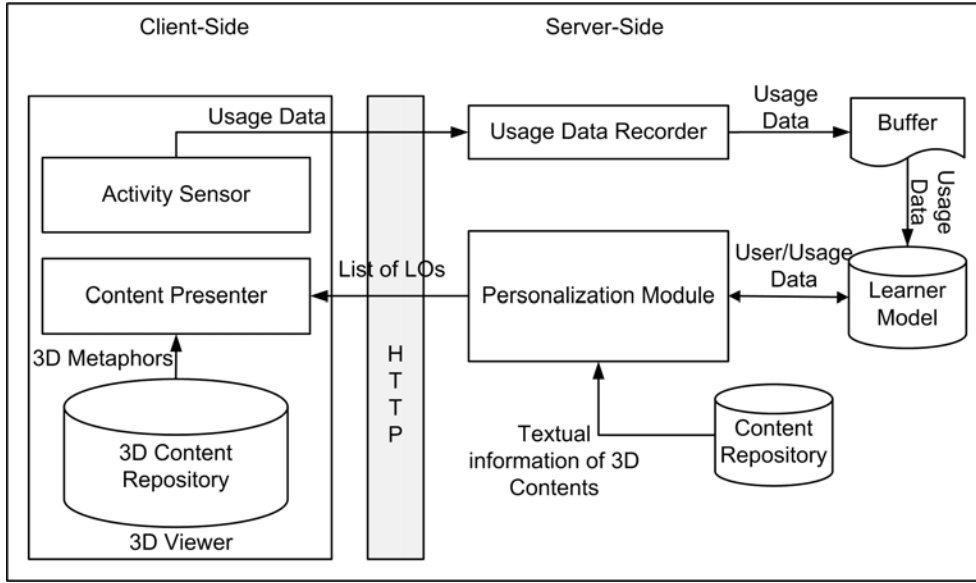 Client-Side
Server-Side
Usage Data
Usage Data Recorder
Usage
Data
Buffer
Activity Sensor
Usage
Data
List of LOs
Content Presenter
Personalization Module
User/Usage
Data
Learner
Model
3D Metaphors
H
T
T
P
3D Content
Repository
Textual
information of 3D
Contents
Content
Repository
3D Viewer